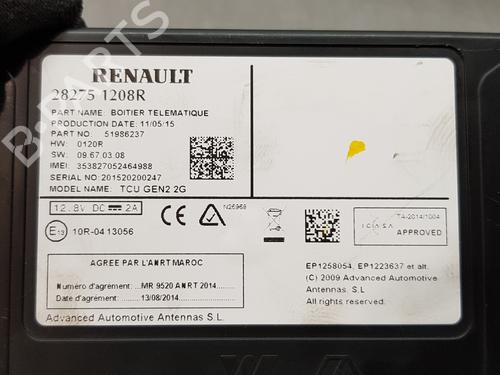 RENAULT
28275 1208R
PART NAME: BOITIER TELEMATIQUE
PRODUCTION DATE: 11/05/15
PART NO.: 51986237
HW: 0120R
SW: 09.67.03.08
IMEI: 353827052464988
SERIAL NO: 201520200247
MODEL NAME: TCU GEN2 2G
12.8V DC 2A
E13 10R-04 13056
CE
N25958
TA-2014/1004
ICASA
APPROVED
AGREE PAR L'ANRT MAROC
Numéro d'agrément: MR 9520 ANRT 2014
Date d'agrément: 13/08/2014
EP1258054, EP1223637 et alt.
(C) 2009 Advanced Automotive
Antennas, S.L.
All rights reserved.
Advanced Automotive Antennas S.L.
B-PARTS